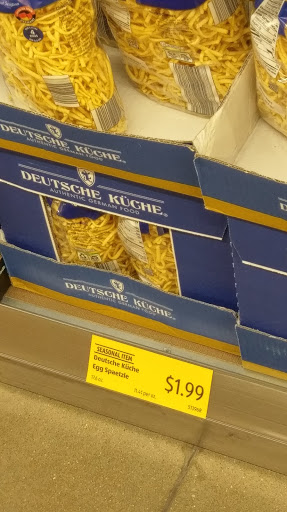 DEUTSCHE KÜCHE
AUTHENTIC GERMAN FOOD
DEUTSCHE KÜCHE
AUTHENTIC GERMAN FOOD
DEUTSCHE KÜCHE
AUTHENTIC GERMAN FOOD
SEASONAL ITEM
Deutsche Küche
Egg Spaetzle
$1.99